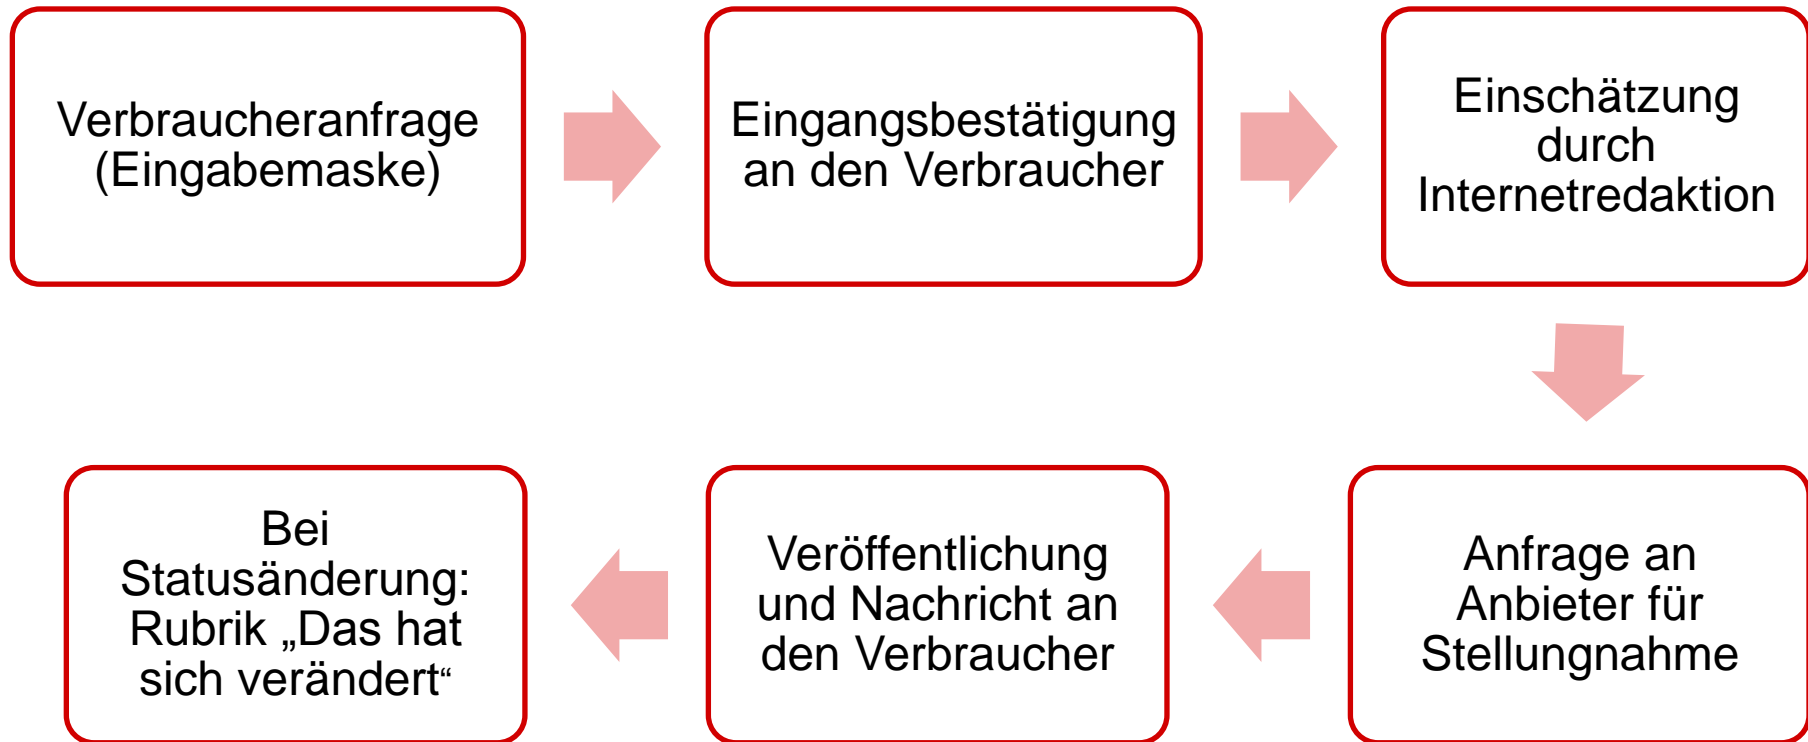 Verbraucheranfrage
(Eingabemaske)
Eingangsbestätigung
an den Verbraucher
Einschätzung
durch
Internetredaktion
Anfrage an
Anbieter für
Stellungnahme
Veröffentlichung
und Nachricht an
den Verbraucher
Bei
Statusänderung:
Rubrik „Das hat
sich verändert“